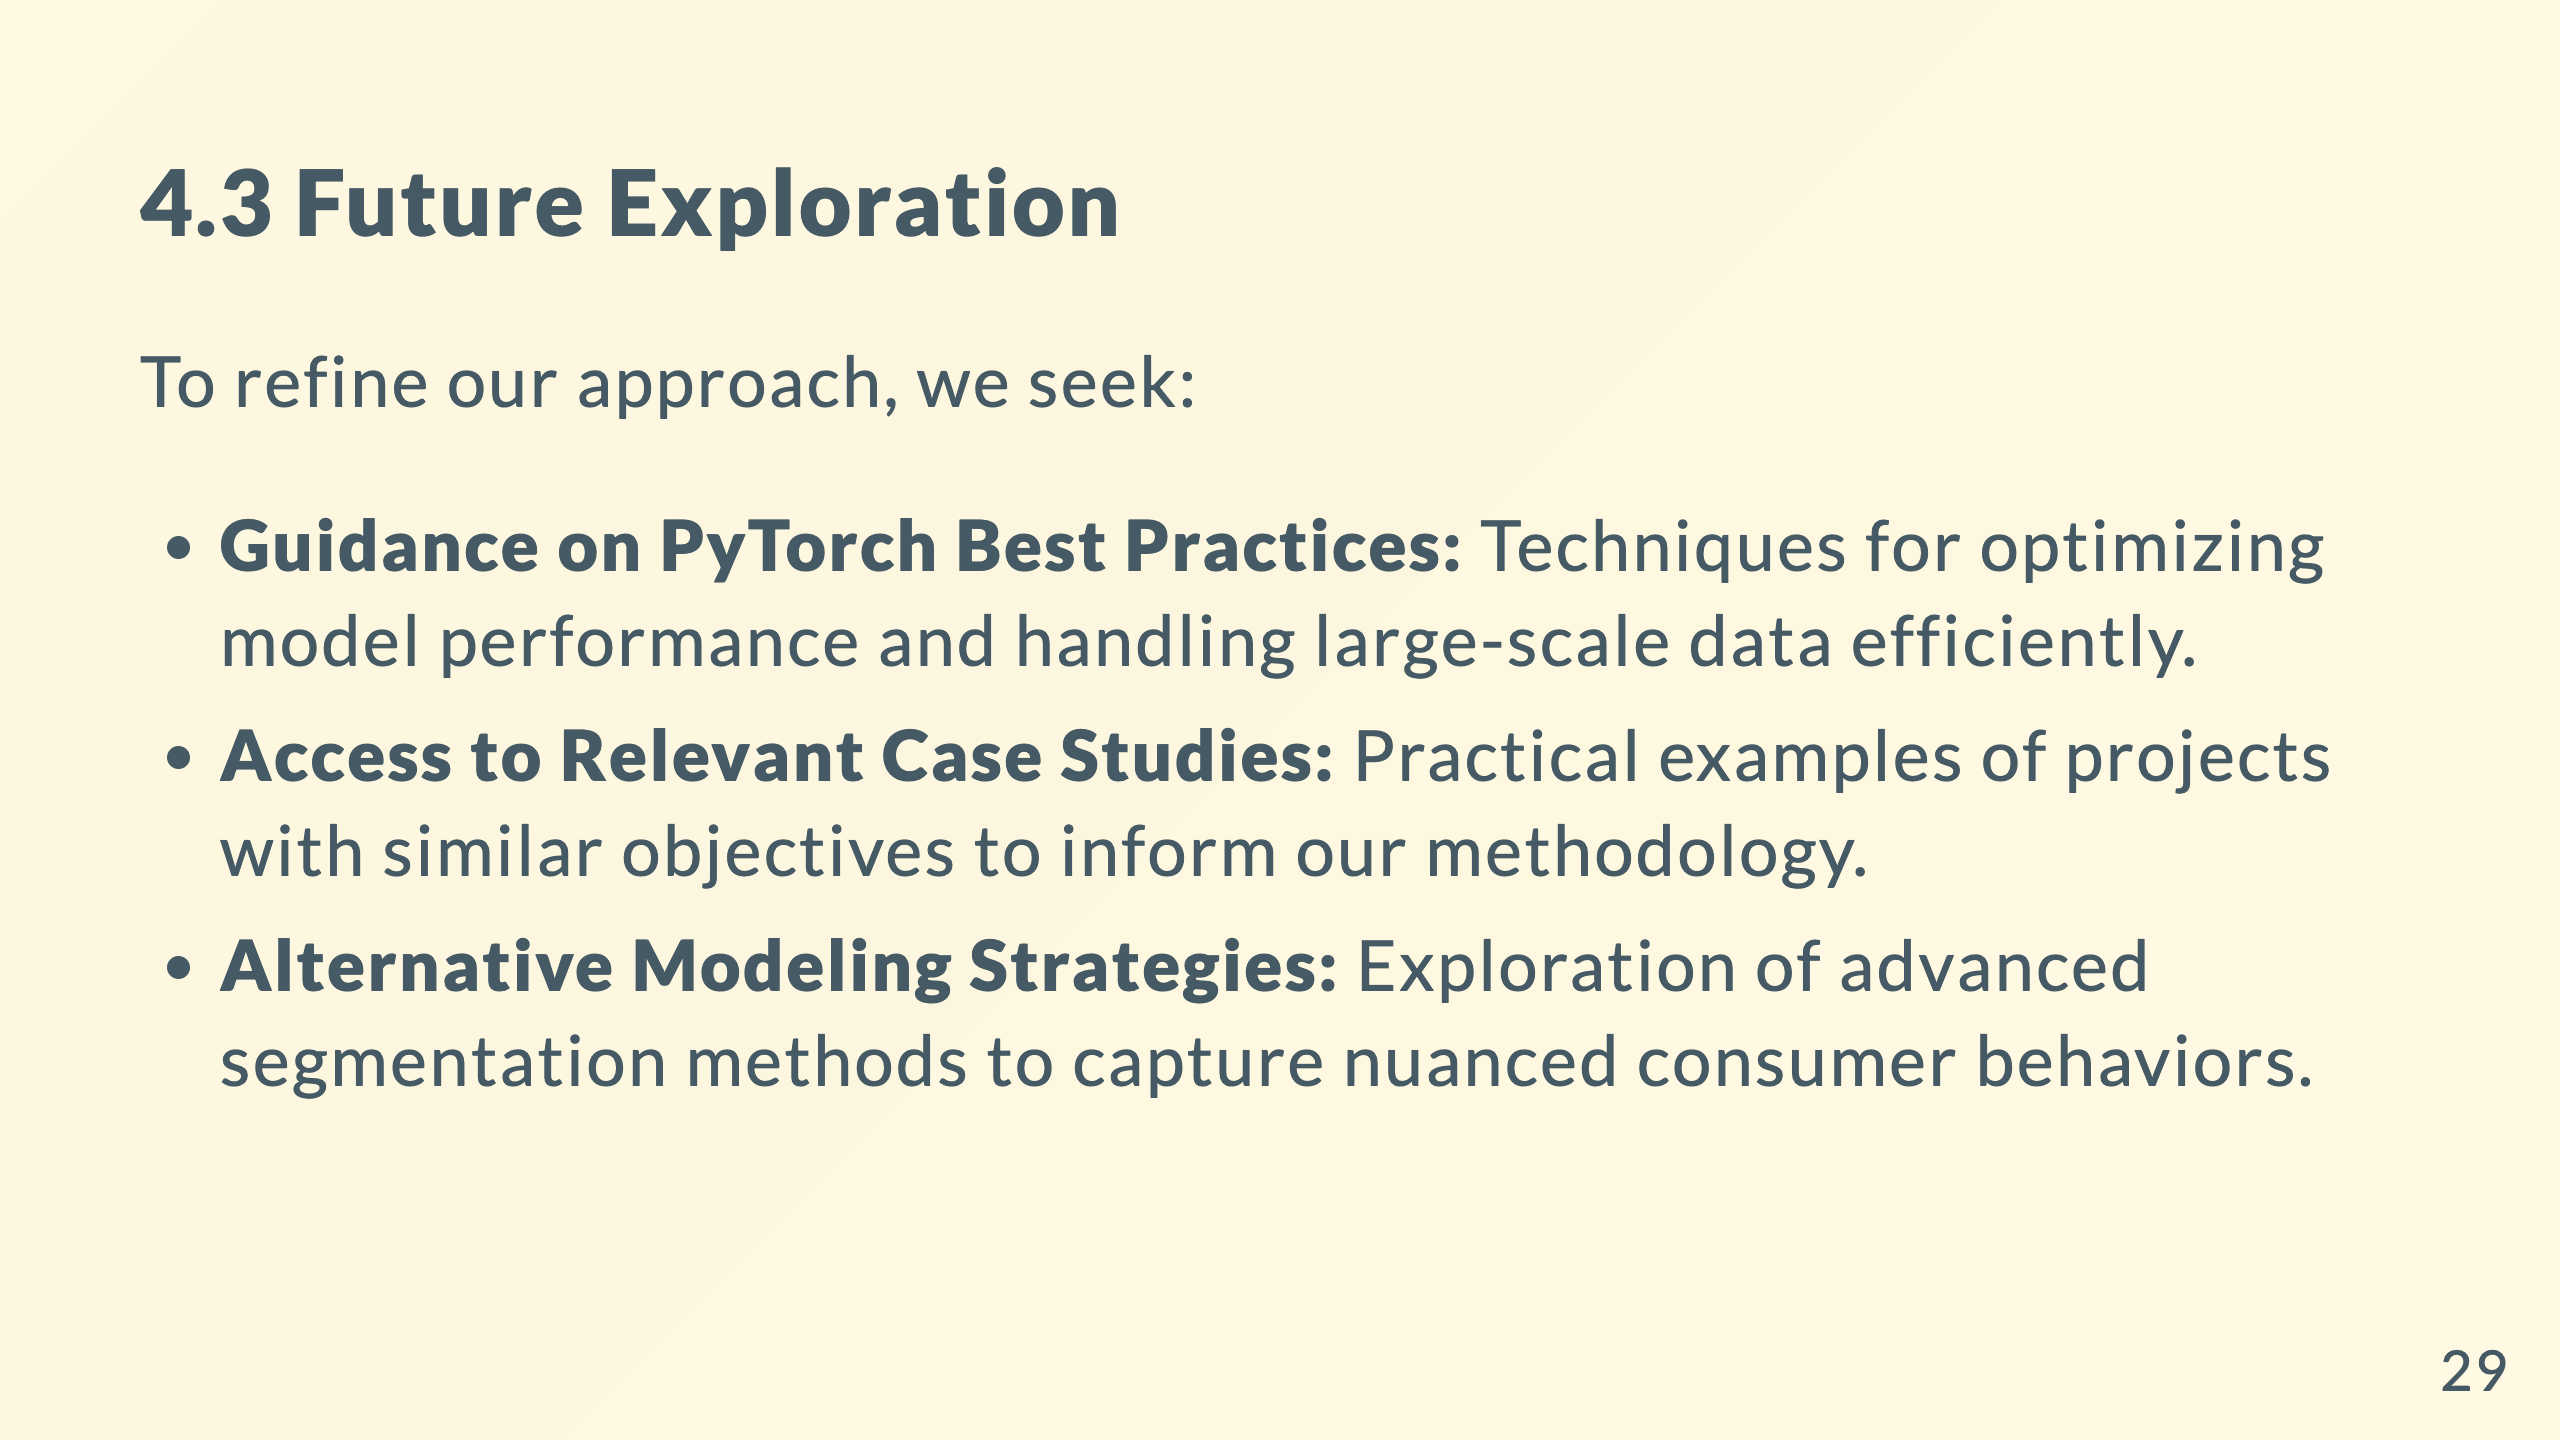 4.3 Future Exploration
To refine our approach, we seek:
• Guidance on PyTorch Best Practices: Techniques for optimizing
model performance and handling large-scale data efficiently.
• Access to Relevant Case Studies: Practical examples of projects
with similar objectives to inform our methodology.
• Alternative Modeling Strategies: Exploration of advanced
segmentation methods to capture nuanced consumer behaviors.
29